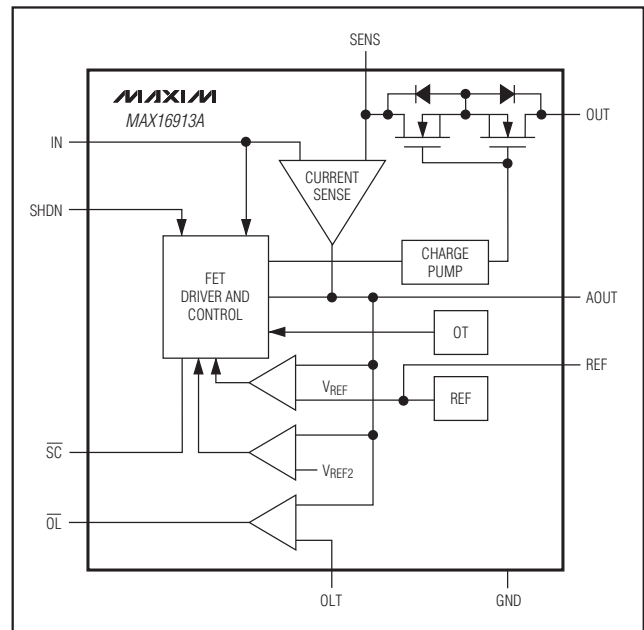 SENS
MAXIM
MAX16913A
OUT
IN
CURRENT
SENSE
SHDN
CHARGE
PUMP
FET
DRIVER AND
CONTROL
AOUT
OT
REF
VREF
REF
SC
VREF2
OL
OLT
GND